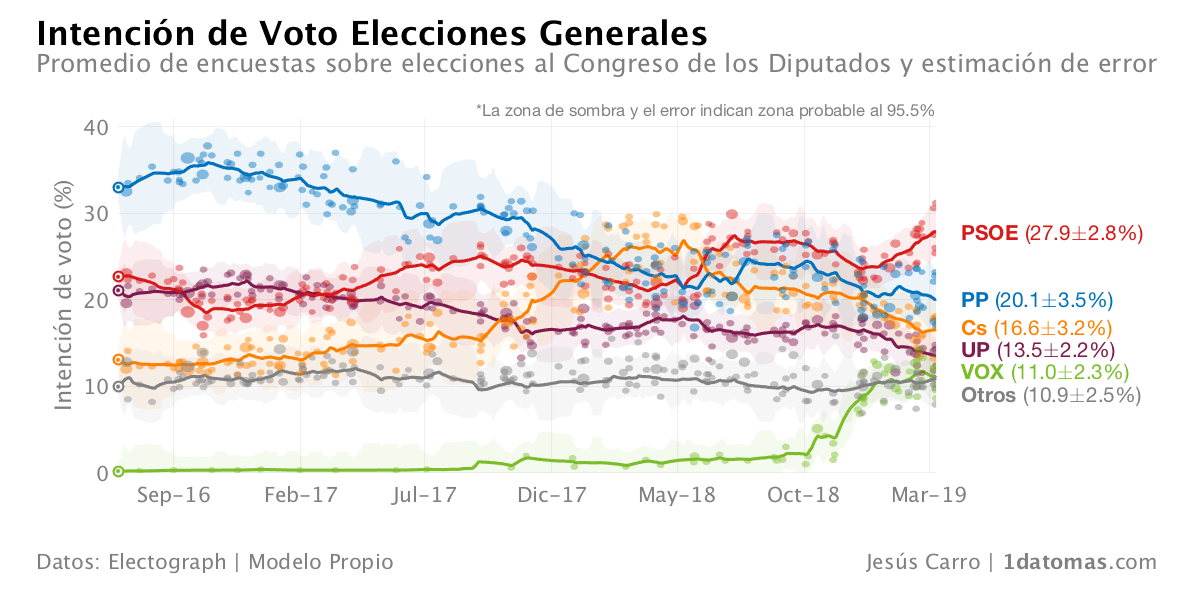 Intención de Voto Elecciones Generales
Promedio de encuestas sobre elecciones al Congreso de los Diputados y estimación de error
*La zona de sombra y el error indican zona probable al 95.5%
Intención de voto (%)
40
30
20
10
0
Sep–16 Feb–17 Jul–17 Dic–17 May–18 Oct–18 Mar–19
PSOE (27.9±2.8%)
PP (20.1±3.5%)
Cs (16.6±3.2%)
UP (13.5±2.2%)
VOX (11.0±2.3%)
Otros (10.9±2.5%)
Datos: Electograph | Modelo Propio
Jesús Carro | 1datomas.com